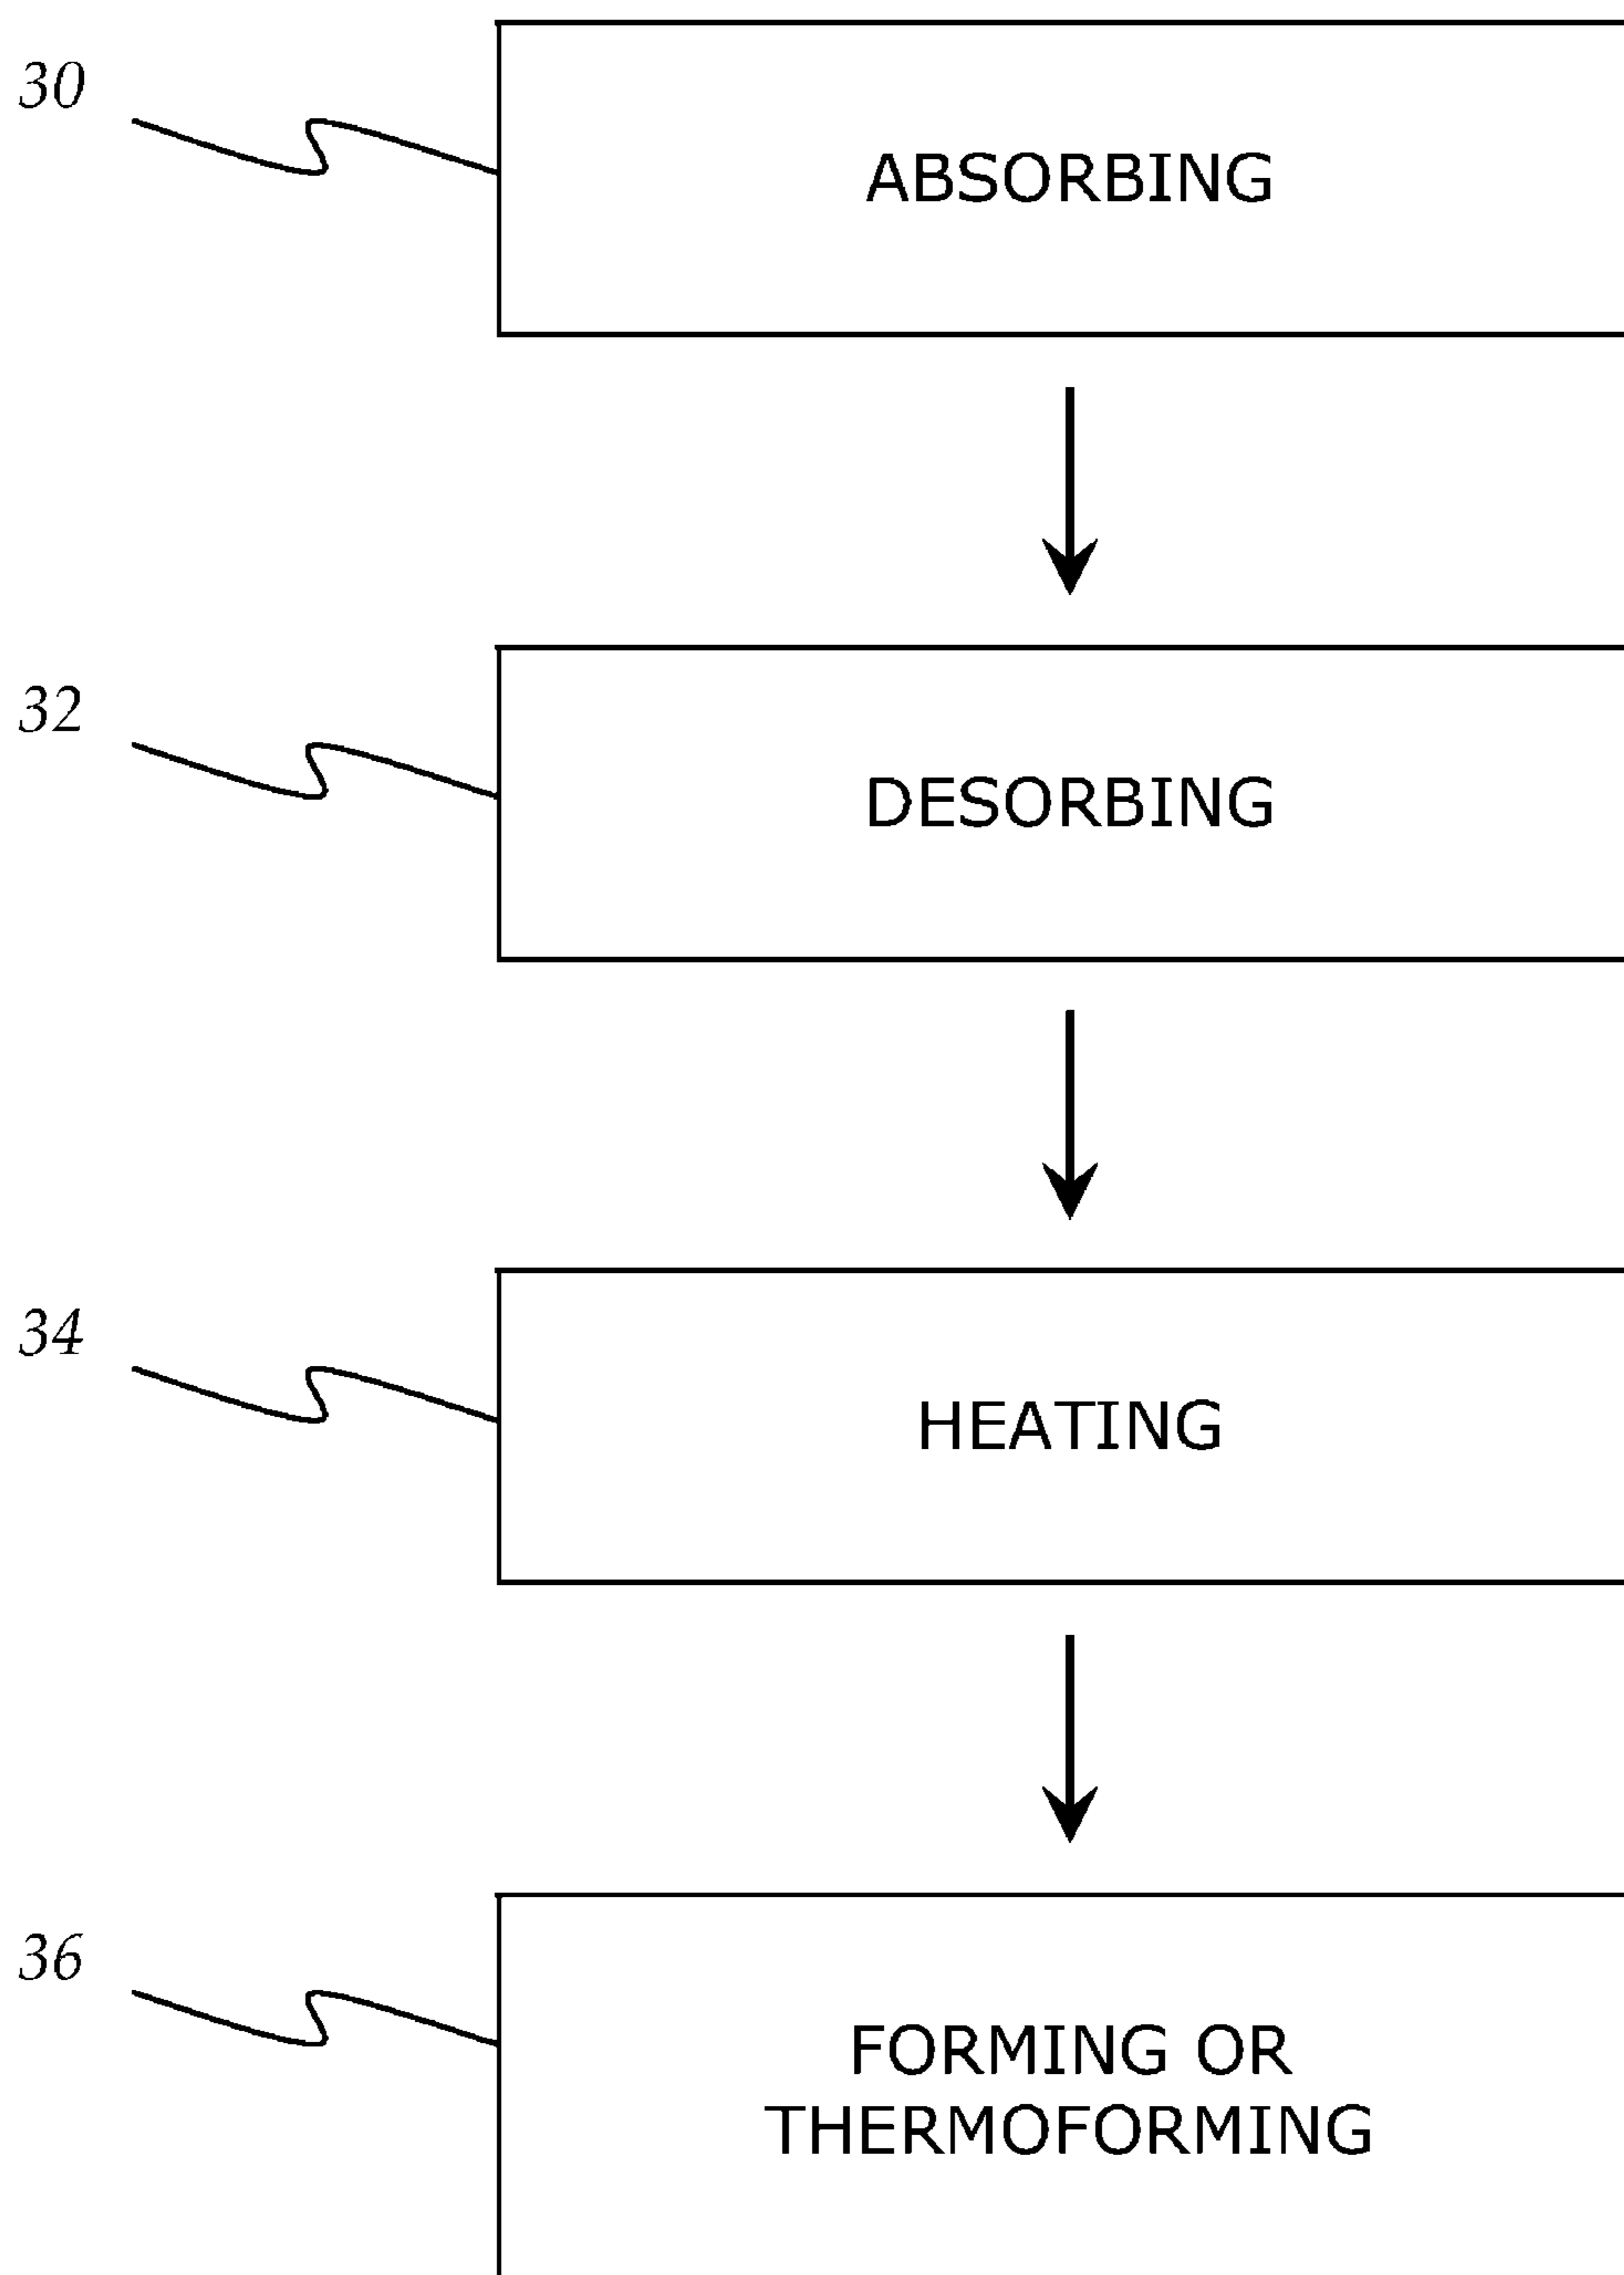 30
ABSORBING
32
DESORBING
34
HEATING
36
FORMING OR
THERMOFORMING